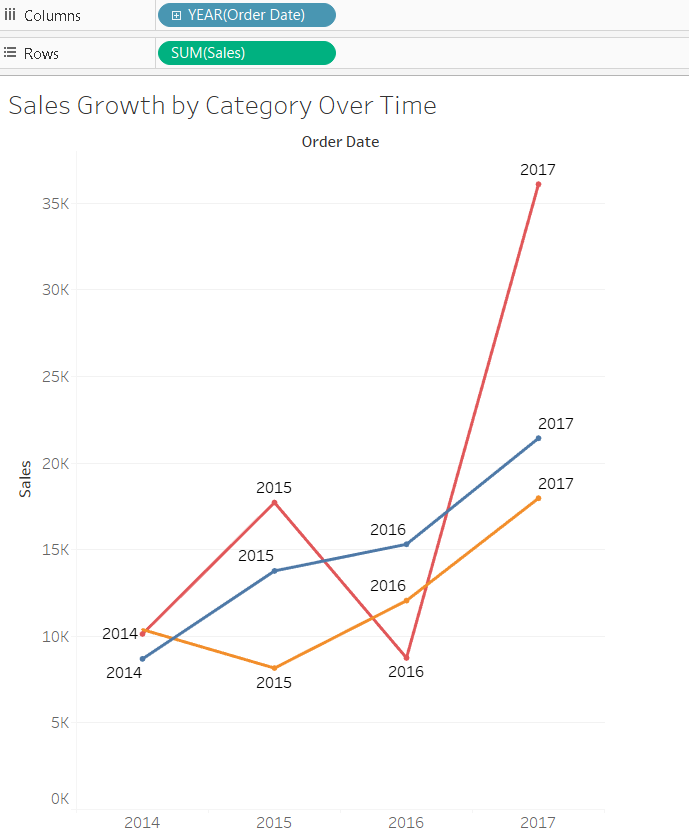 Columns YEAR(Order Date)
Rows SUM(Sales)
Sales Growth by Category Over Time
Order Date
2017
35K
30K
25K
2017
20K
2017
2015
Sales
2016
15K
2015
2016
2014
10K
2014
2016
2015
5K
0K
2014 2015 2016 2017